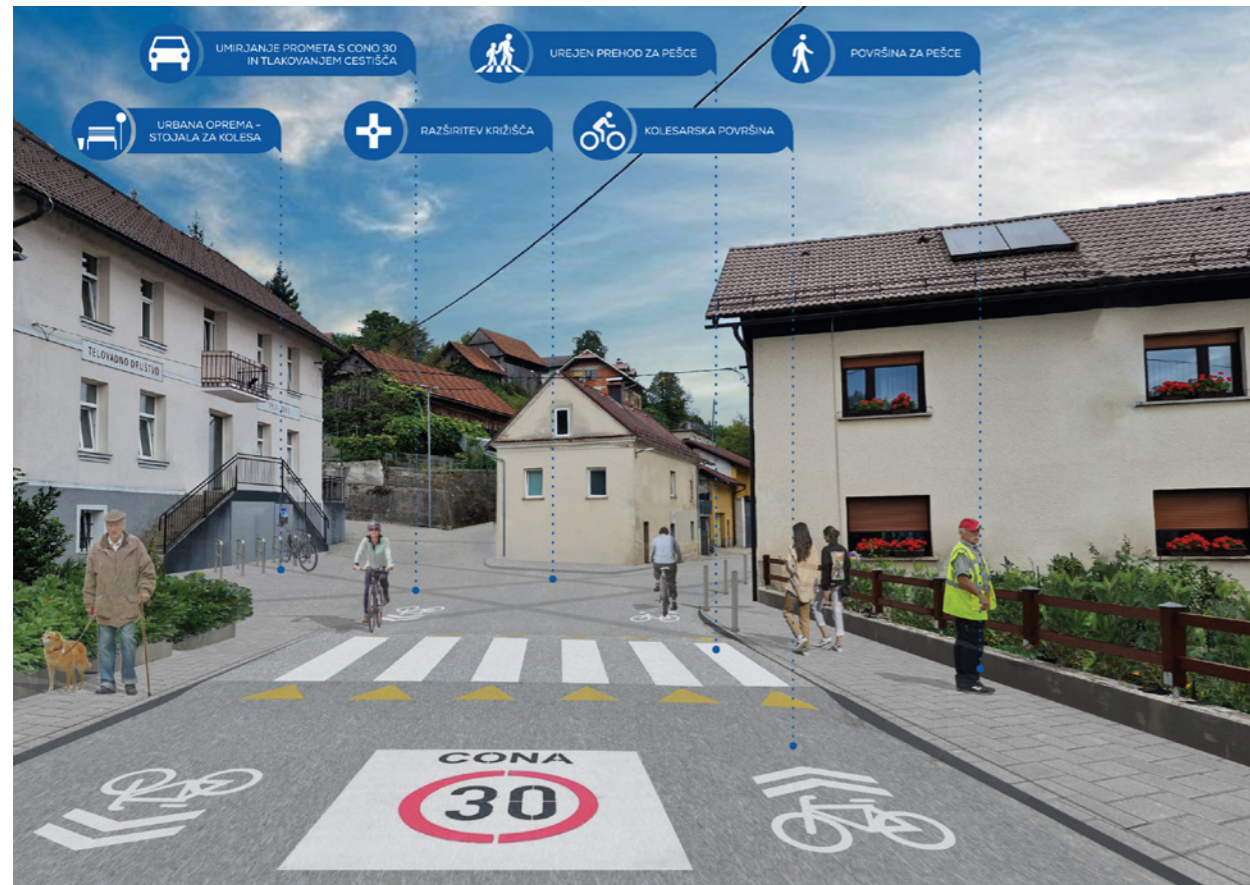 UMIRJANJE PROMETA S CONO 30
IN TLAKOVANJEM CESTIŠČA
UREJEN PREHOD ZA PEŠCE
POVRŠINA ZA PEŠCE
URBANA OPREMA –
STOJALA ZA KOLESA
RAZŠIRITEV KRIŽIŠČA
KOLESARSKA POVRŠINA
TELOVADNO DRUŠTVO
CONA
30